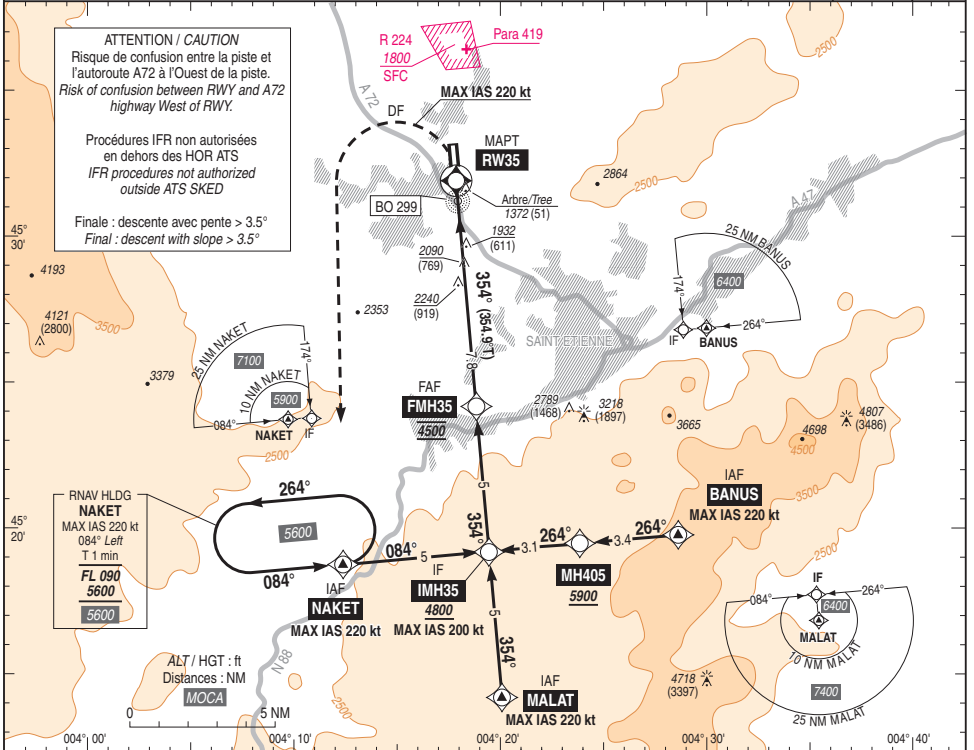 ATTENTION / CAUTION
Risque de confusion entre la piste et
l'autoroute A72 à l'Ouest de la piste.
Risk of confusion between RWY and A72
highway West of RWY.
Procédures IFR non autorisées
en dehors des HOR ATS
IFR procedures not authorized
outside ATS SKED
Finale : descente avec pente > 3.5°
Final : descent with slope > 3.5°
R 224
1800
SFC
Para 419
2500
A 72
MAX IAS 220 kt
DF
MAPT
RW35
BO 299
Arbre/Tree
1372 (51)
2864
2500
A 47
45°
30'
4193
4121
(2800)
3500
3379
2353
1932
(611)
2090
(769)
2240
(919)
354° (354.9°T)
7.8
SAINT ETIENNE
25 NM BANUS
6400
174°
264°
IF
BANUS
25 NM NAKET
7100
174°
10 NM NAKET
5900
084°
NAKET
IF
2500
FAF
FMH35
4500
2789
(1468)
3218
(1897)
3665
4698
4500
4807
(3486)
3500
2500
RNAV HLDG
NAKET
MAX IAS 220 kt
084° Left
T 1 min
FL 090
5600
5600
264°
5600
084°
45°
20'
5
354°
084°
5
IAF
NAKET
MAX IAS 220 kt
IF
IMH35
4800
MAX IAS 200 kt
3.1
264°
MH405
5900
3.4
264°
IAF
BANUS
MAX IAS 220 kt
5
354°
IAF
MALAT
MAX IAS 220 kt
IF
084°
264°
6400
MALAT
10 NM MALAT
7400
25 NM MALAT
4718
(3397)
N 88
2500
ALT / HGT : ft
Distances : NM
MOCA
0
5 NM
004° 00'
004° 10'
004° 20'
004° 30'